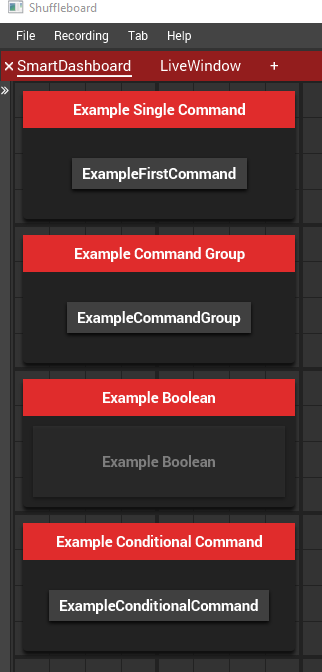 Shuffleboard
File Recording Tab Help
× SmartDashboard LiveWindow +
»
Example Single Command
ExampleFirstCommand
Example Command Group
ExampleCommandGroup
Example Boolean
Example Boolean
Example Conditional Command
ExampleConditionalCommand